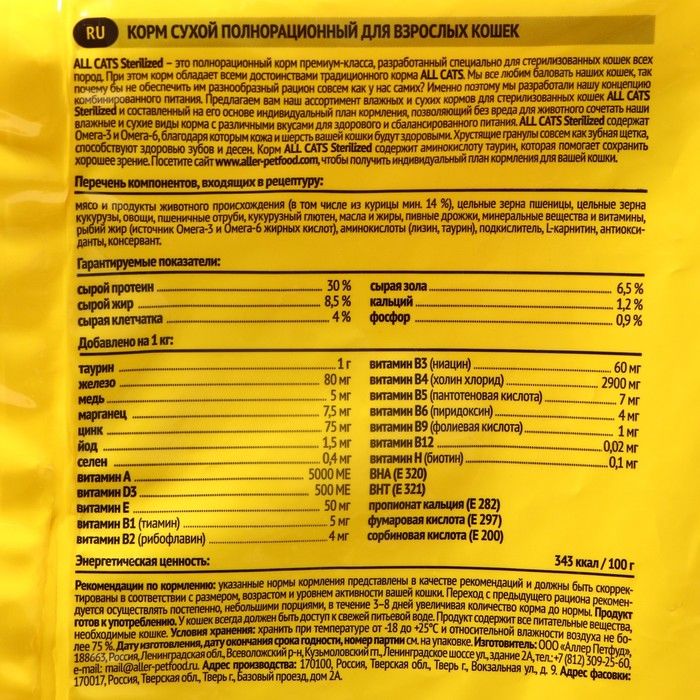 RU КОРМ СУХОЙ ПОЛНОРАЦИОННЫЙ ДЛЯ ВЗРОСЛЫХ КОШЕК
ALL CATS Sterilized – это полнорационный корм премиум-класса, разработанный специально для стерилизованных кошек всех
пород. При этом корм обладает всеми достоинствами традиционного корма ALL CATS. Мы все любим баловать наших кошек, так
почему бы не обеспечить им разнообразный рацион совсем как у нас самих? Именно поэтому мы разработали нашу концепцию
комбинированного питания. Предлагаем вам наш ассортимент влажных и сухих кормов для стерилизованных кошек ALL CATS
Sterilized и составленный на его основе индивидуальный план кормления, позволяющий без вреда для животного сочетать наши
влажные и сухие виды корма с различными вкусами для здорового и сбалансированного питания. ALL CATS Sterilized содержат
Омега-3 и Омега-6, благодаря которым кожа и шерсть вашей кошки будут здоровыми. Хрустящие гранулы совсем как зубная щетка,
способствуют здоровью зубов и десен. Корм ALL CATS Sterilized содержит аминокислоту таурин, которая помогает сохранить
хорошее зрение. Посетите сайт www.aller-petfood.com, чтобы получить индивидуальный план кормления для вашей кошки.
Перечень компонентов, входящих в рецептуру:
мясо и продукты животного происхождения (в том числе из курицы мин. 14 %), цельные зерна пшеницы, цельные зерна
кукурузы, овощи, пшеничные отруби, кукурузный глютен, масла и жиры, пивные дрожжи, минеральные вещества и витамины,
рыбий жир (источник Омега-3 и Омега-6 жирных кислот), аминокислоты (лизин, таурин), подкислитель, L-карнитин, антиокси-
данты, консервант.
Гарантируемые показатели:
сырой протеин 30 %
сырой жир 8,5 %
сырая клетчатка 4 %
сырая зола 6,5 %
кальций 1,2 %
фосфор 0,9 %
Добавлено на 1 кг:
таурин 1 г
железо 80 мг
медь 5 мг
марганец 7,5 мг
цинк 75 мг
йод 1,5 мг
селен 0,4 мг
витамин А 5000 МЕ
витамин D3 500 МЕ
витамин Е 50 мг
витамин В1 (тиамин) 5 мг
витамин В2 (рибофлавин) 4 мг
витамин В3 (ниацин) 60 мг
витамин В4 (холин хлорид) 2900 мг
витамин В5 (пантотеновая кислота) 7 мг
витамин В6 (пиридоксин) 4 мг
витамин В9 (фолиевая кислота) 1 мг
витамин В12 0,02 мг
витамин Н (биотин) 0,1 мг
ВНА (Е 320)
ВНТ (Е 321)
пропионат кальция (Е 282)
фумаровая кислота (Е 297)
сорбиновая кислота (Е 200)
Энергетическая ценность: 343 ккал / 100 г
Рекомендации по кормлению: указанные нормы кормления представлены в качестве рекомендаций и должны быть скоррек-
тированы в соответствии с размером, возрастом и уровнем активности вашей кошки. Переход с предыдущего рациона рекомен-
дуется осуществлять постепенно, небольшими порциями, в течение 3–8 дней увеличивая количество корма до нормы. Продукт
готов к употреблению. У кошек всегда должен быть доступ к свежей питьевой воде. Продукт содержит все питательные вещества,
необходимые кошке. Условия хранения: хранить при температуре от -18 до +25°С и относительной влажности воздуха не бо-
лее 75 %. Дату изготовления, дату окончания срока годности, номер партии см. на упаковке. Изготовитель: ООО «Аллер Петфуд»,
188663, Россия, Ленинградская обл., Всеволожский р-н, Кузьмоловский гп., Ленинградское шоссе ул., здание 2А, тел.: +7 (812) 309-25-60,
e-mail: mail@aller-petfood.ru. Адрес производства: 170100, Россия, Тверская обл., Тверь г., Вокзальная ул., д. 9. Адрес фасовки:
170017, Россия, Тверская обл., Тверь г., Базовый проезд, дом 2А.